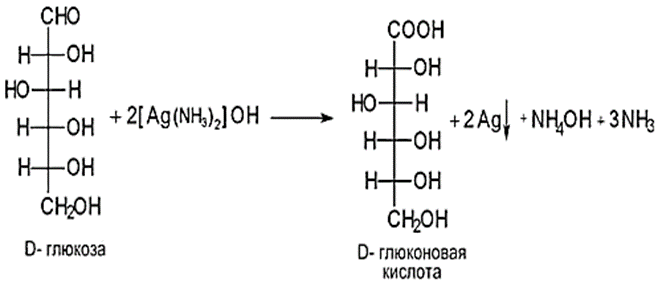 CHO
H OH
HO H
H OH
H OH
CH₂OH
D- глюкоза
+ 2[Ag(NH₃)₂]OH
COOH
H OH
HO H
H OH
H OH
CH₂OH
D- глюконовая
кислота
+ 2Ag↓ + NH₄OH + 3NH₃